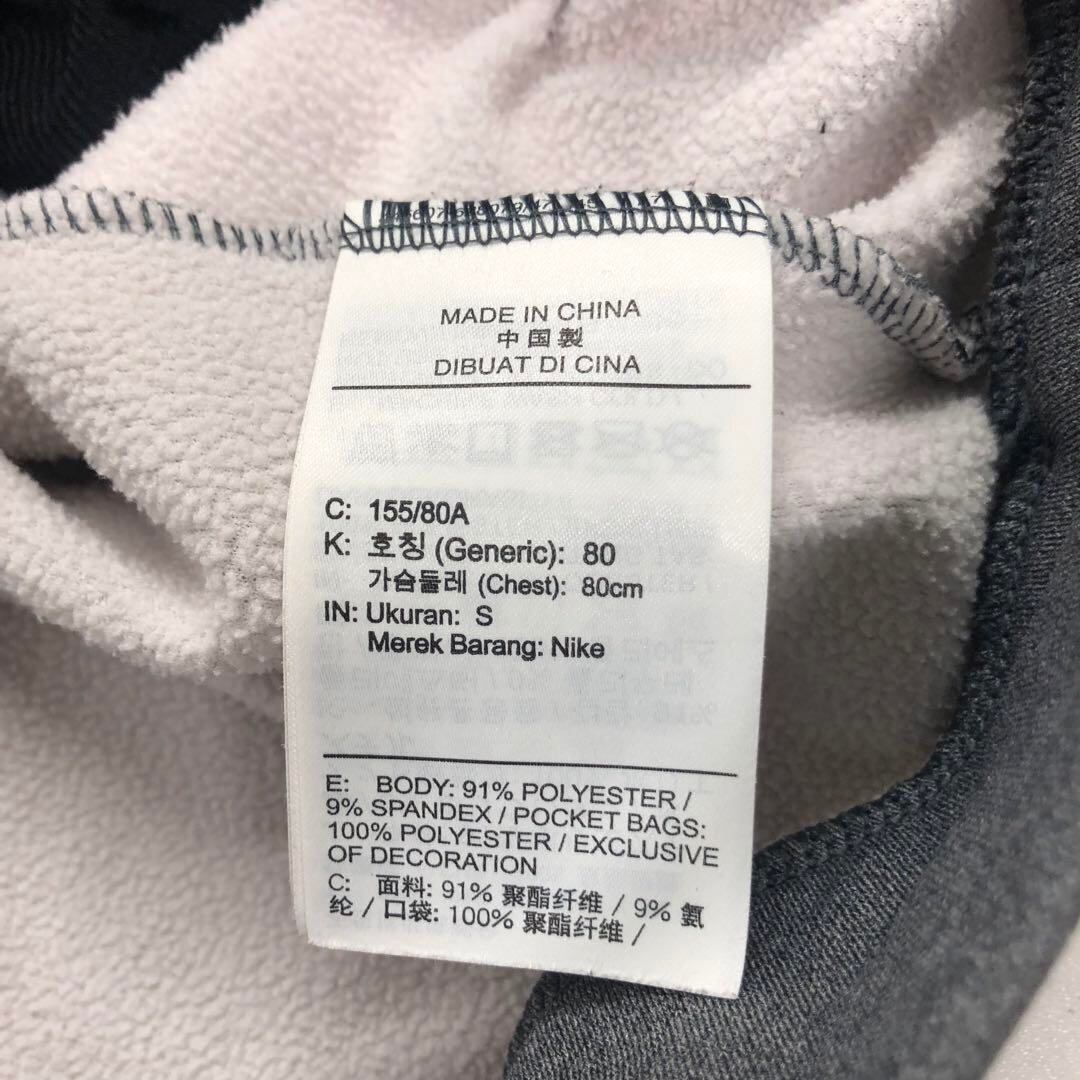 MADE IN CHINA
中国製
DIBUAT DI CINA
C: 155/80A
K: 호칭 (Generic): 80
가슴둘레 (Chest): 80cm
IN: Ukuran: S
Merek Barang: Nike
E: BODY: 91% POLYESTER /
9% SPANDEX / POCKET BAGS:
100% POLYESTER / EXCLUSIVE
OF DECORATION
C: 面料: 91% 聚酯纤维 / 9% 氨
纶 / 口袋: 100% 聚酯纤维 /